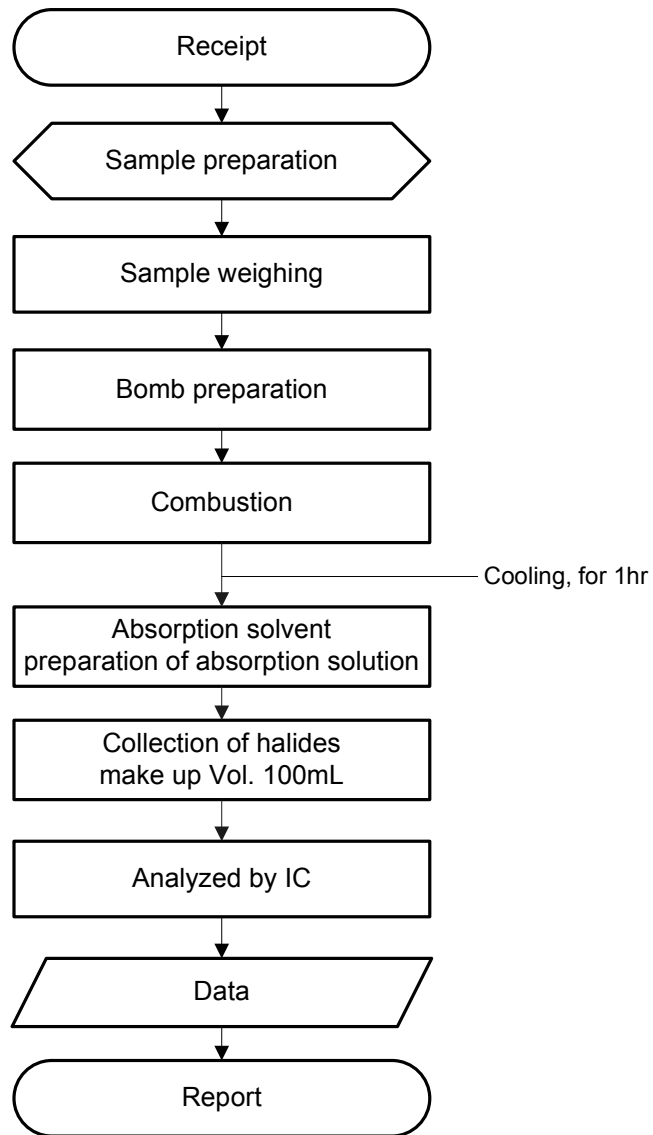 Receipt
Sample preparation
Sample weighing
Bomb preparation
Combustion
Cooling, for 1hr
Absorption solvent
preparation of absorption solution
Collection of halides
make up Vol. 100mL
Analyzed by IC
Data
Report